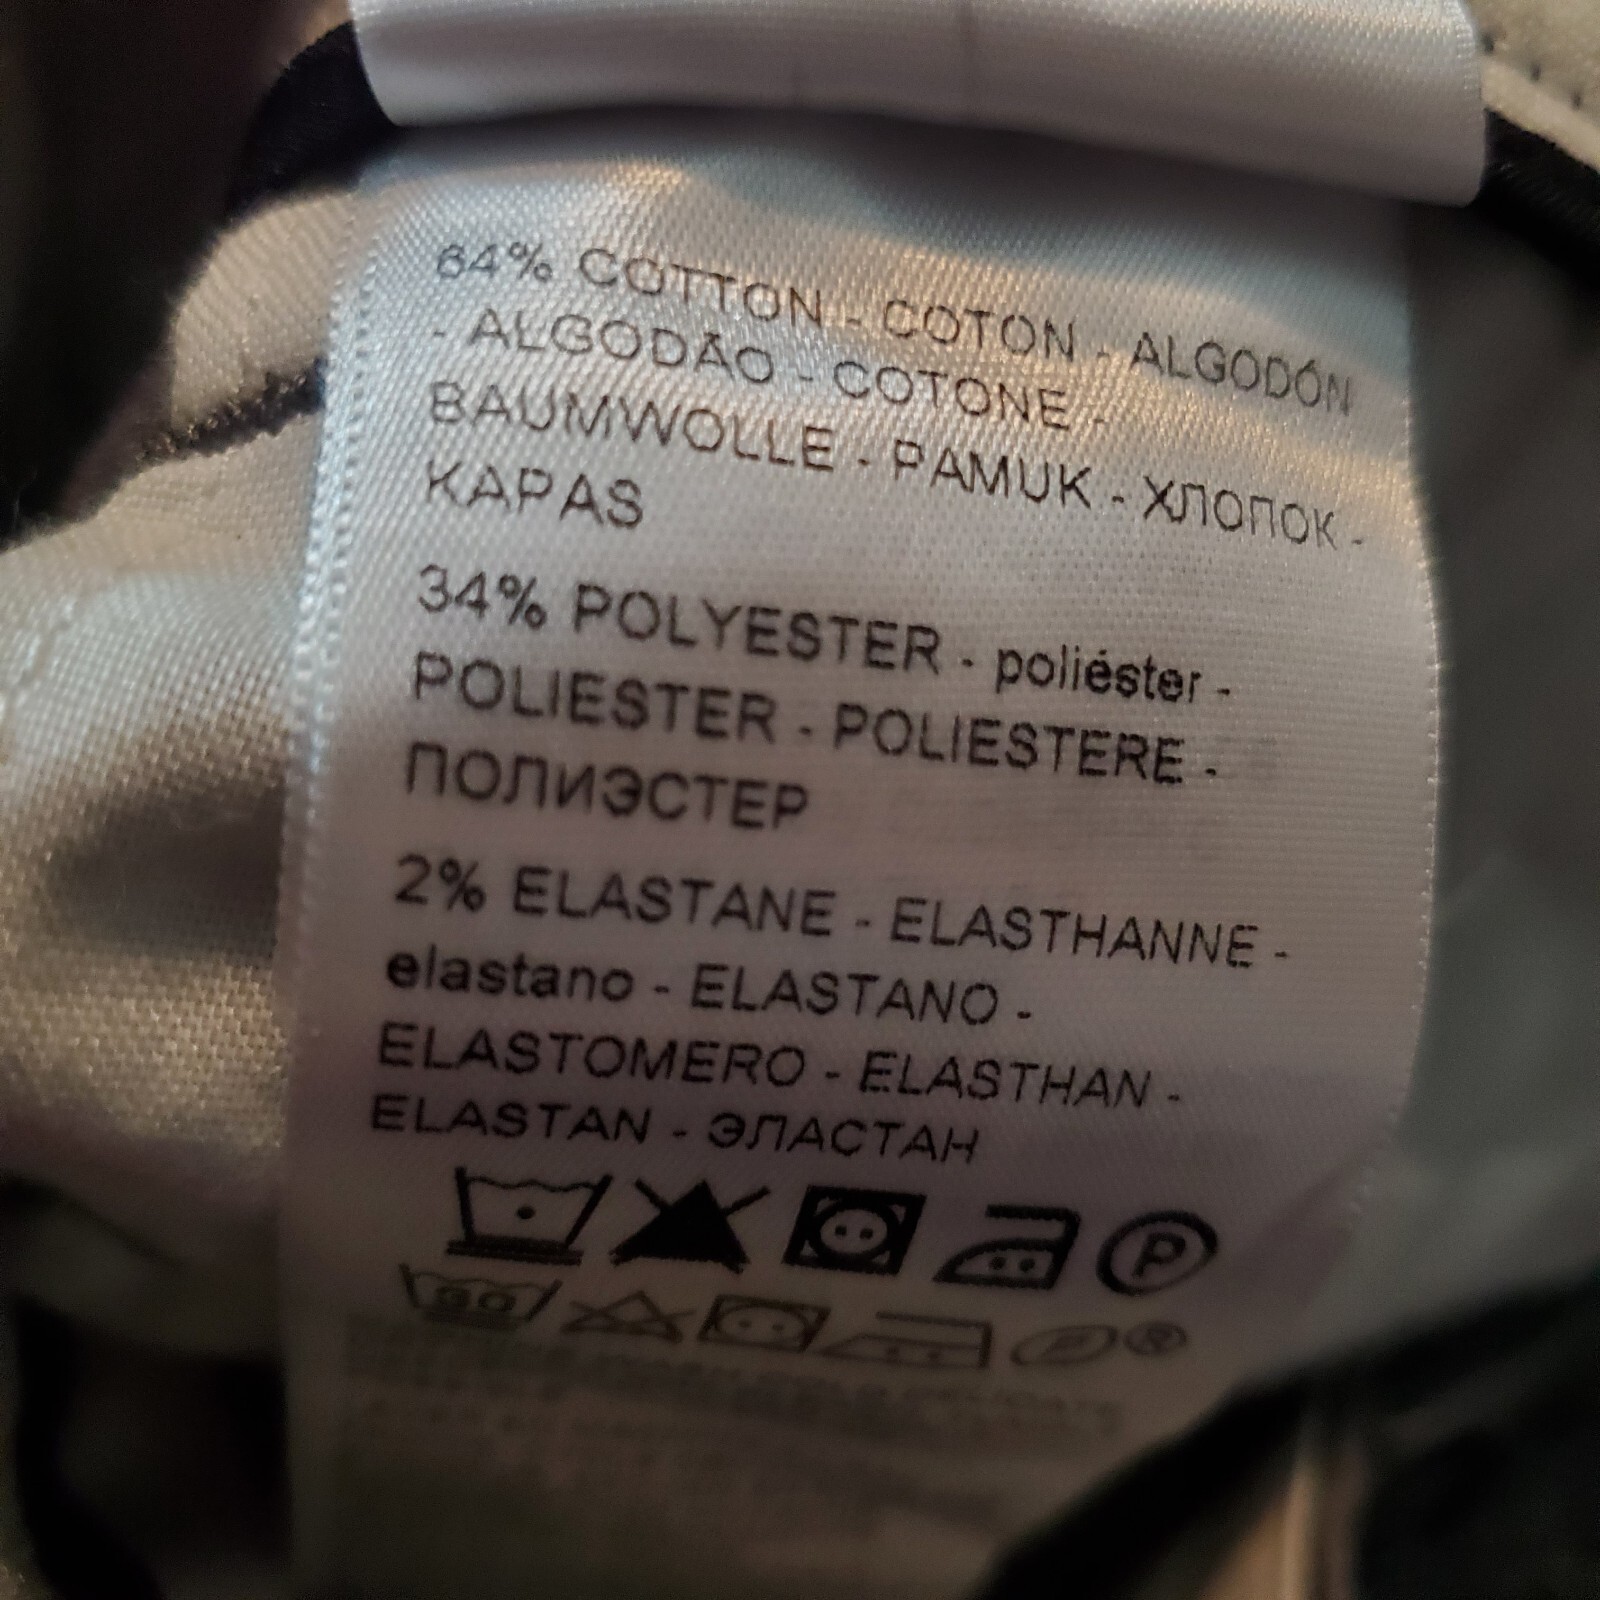 64% COTTON - COTON - ALGODÓN
- ALGODÃO - COTONE -
BAUMWOLLE - PAMUK - ХЛОПОК -
KAPAS
34% POLYESTER - poliéster -
POLIESTER - POLIESTERE -
ПОЛИЭСТЕР
2% ELASTANE - ELASTHANNE -
elastano - ELASTANO -
ELASTOMERO - ELASTHAN -
ELASTAN - ЭЛАСТАН
P
30 P ®